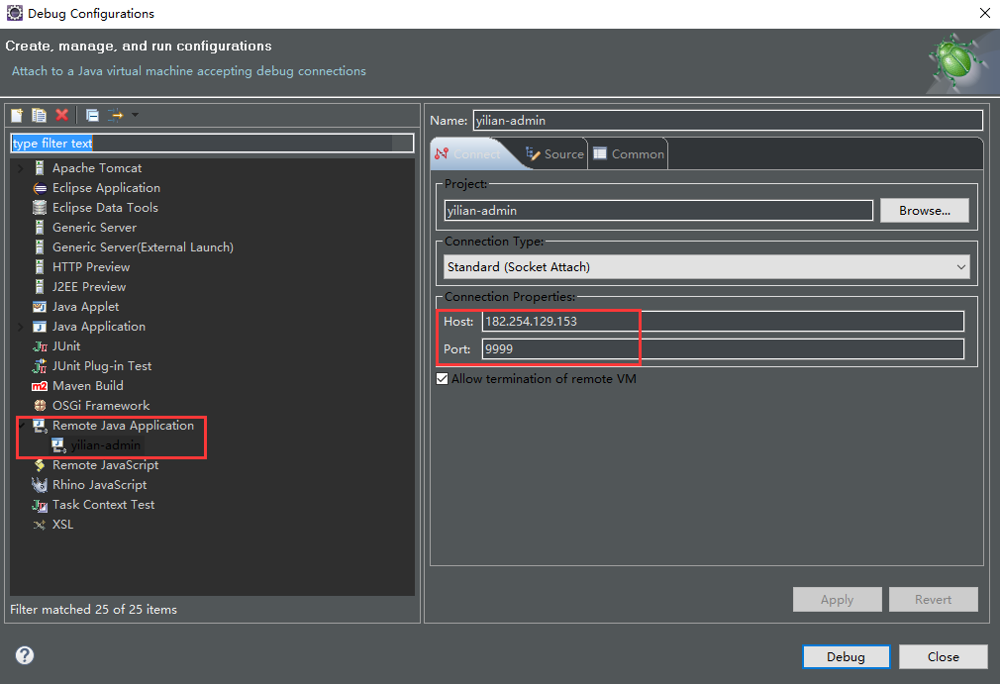 Debug Configurations
Create, manage, and run configurations
Attach to a Java virtual machine accepting debug connections
type filter text
Apache Tomcat
Eclipse Application
Eclipse Data Tools
Generic Server
Generic Server(External Launch)
HTTP Preview
J2EE Preview
Java Applet
Java Application
JUnit
JUnit Plug-in Test
Maven Build
OSGi Framework
Remote Java Application
yilian-admin
Remote JavaScript
Rhino JavaScript
Task Context Test
XSL
Filter matched 25 of 25 items
Name: yilian-admin
Connect Source Common
Project:
yilian-admin Browse...
Connection Type:
Standard (Socket Attach)
Connection Properties:
Host: 182.254.129.153
Port: 9999
Allow termination of remote VM
Apply Revert
Debug Close